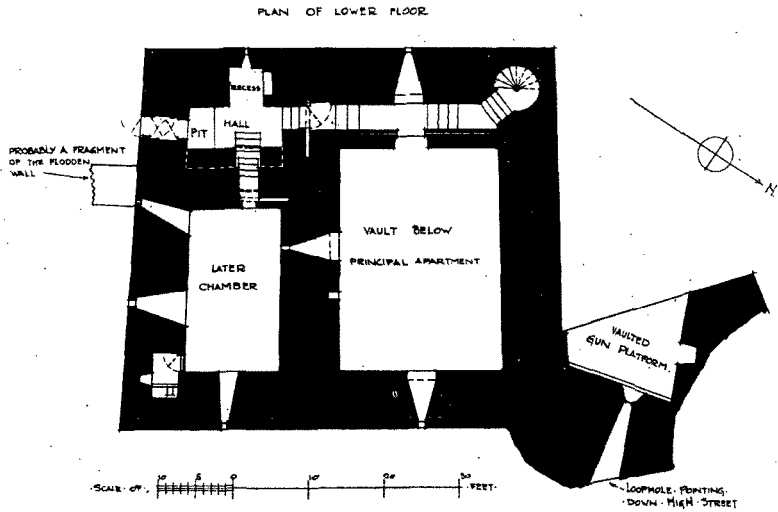 PLAN OF LOWER FLOOR
RECESS
PIT
HALL
PROBABLY A FRAGMENT
OF THE FLODDEN
WALL
N.
VAULT BELOW
PRINCIPAL APARTMENT
LATER
CHAMBER
VAULTED
GUN PLATFORM.
SCALE OF
10 5 0 10 20 30
FEET
LOOPHOLE POINTING
DOWN HIGH STREET